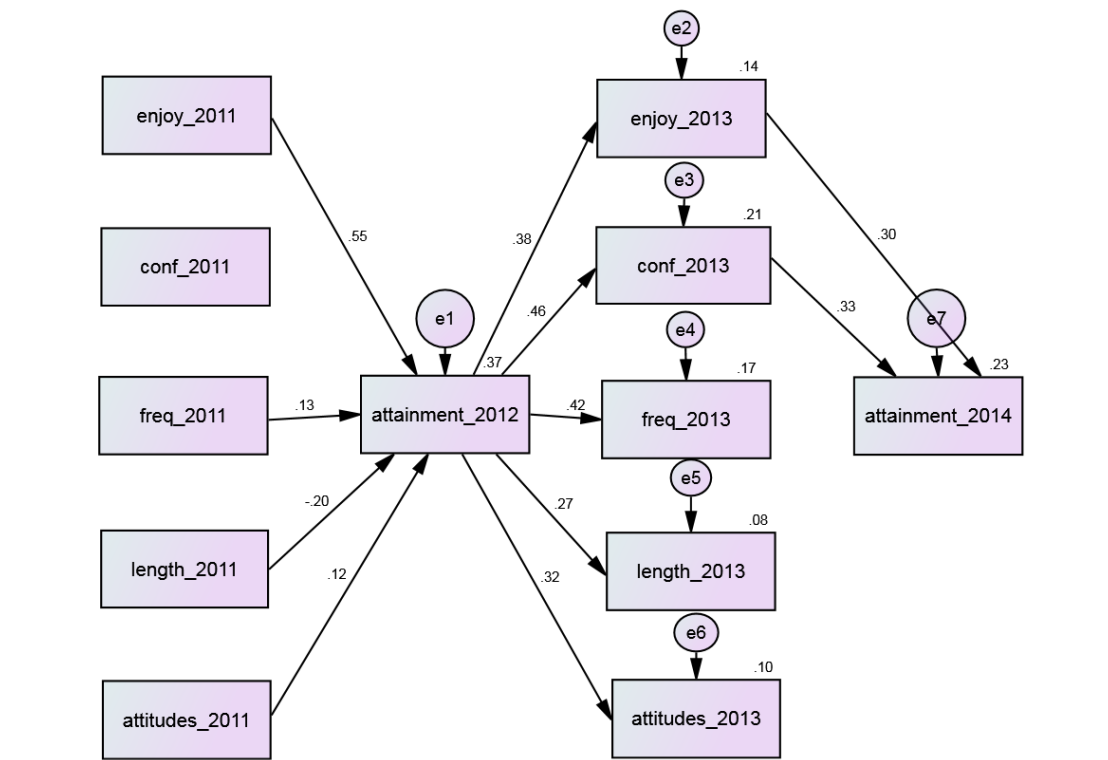 e2
.14
enjoy_2011
enjoy_2013
e3
.21
.55
.38
.30
conf_2011
conf_2013
e1
.46
e4
.33
e7
.37
.17
.23
freq_2011
.13
attainment_2012
.42
freq_2013
attainment_2014
e5
-.20
.27
.08
length_2011
.12
.32
length_2013
e6
.10
attitudes_2011
attitudes_2013